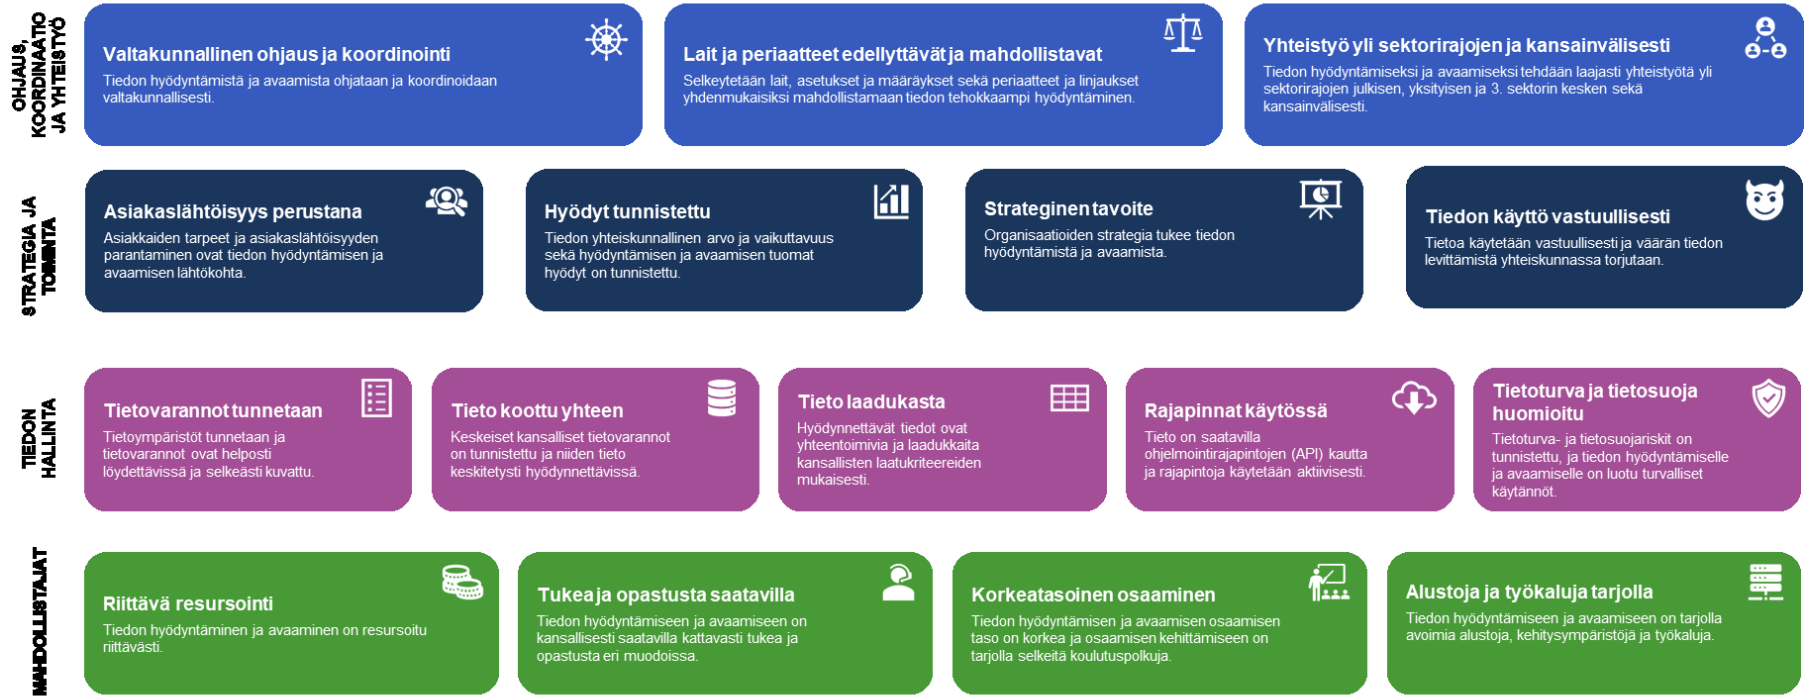 OHJAUS,
KOORDINAATIO
JA YHTEISTYÖ
Valtakunnallinen ohjaus ja koordinointi
Tiedon hyödyntämistä ja avaamista ohjataan ja koordinoidaan
valtakunnallisesti.
Lait ja periaatteet edellyttävät ja mahdollistavat
Selkeytetään lait, asetukset ja määräykset sekä periaatteet ja linjaukset
yhdenmukaisiksi mahdollistamaan tiedon tehokkaampi hyödyntäminen.
Yhteistyö yli sektorirajojen ja kansainvälisesti
Tiedon hyödyntämiseksi ja avaamiseksi tehdään laajasti yhteistyötä yli
sektorirajojen julkisen, yksityisen ja 3. sektorin kesken sekä
kansainvälisesti.
STRATEGIA JA
TOIMINTA
Asiakaslähtöisyys perustana
Asiakkaiden tarpeet ja asiakaslähtöisyyden
parantaminen ovat tiedon hyödyntämisen ja
avaamisen lähtökohta.
Hyödyt tunnistettu
Tiedon yhteiskunnallinen arvo ja vaikuttavuus
sekä hyödyntämisen ja avaamisen tuomat
hyödyt on tunnistettu.
Strateginen tavoite
Organisaatioiden strategia tukee tiedon
hyödyntämistä ja avaamista.
Tiedon käyttö vastuullisesti
Tietoa käytetään vastuullisesti ja väärän tiedon
levittämistä yhteiskunnassa torjutaan.
TIEDON
HALLINTA
Tietovarannot tunnetaan
Tietoympäristöt tunnetaan ja
tietovarannot ovat helposti
löydettävissä ja selkeästi kuvattu.
Tieto koottu yhteen
Keskeiset kansalliset tietovarannot
on tunnistettu ja niiden tieto
keskitetysti hyödynnettävissä.
Tieto laadukasta
Hyödynnettävät tiedot ovat
yhteentoimivia ja laadukkaita
kansallisten laatukriteereiden
mukaisesti.
Rajapinnat käytössä
Tieto on saatavilla
ohjelmointirajapintojen (API) kautta
ja rajapintoja käytetään aktiivisesti.
Tietoturva ja tietosuoja
huomioitu
Tietoturva- ja tietosuojariskit on
tunnistettu, ja tiedon hyödyntämiselle
ja avaamiselle on luotu turvalliset
käytännöt.
MAHDOLLISTAJAT
Riittävä resursointi
Tiedon hyödyntäminen ja avaaminen on resursoitu
riittävästi.
Tukea ja opastusta saatavilla
Tiedon hyödyntämiseen ja avaamiseen on
kansallisesti saatavilla kattavasti tukea ja
opastusta eri muodoissa.
Korkeatasoinen osaaminen
Tiedon hyödyntämisen ja avaamisen osaamisen
taso on korkea ja osaamisen kehittämiseen on
tarjolla selkeitä koulutuspolkuja.
Alustoja ja työkaluja tarjolla
Tiedon hyödyntämiseen ja avaamiseen on tarjolla
avoimia alustoja, kehitysympäristöjä ja työkaluja.